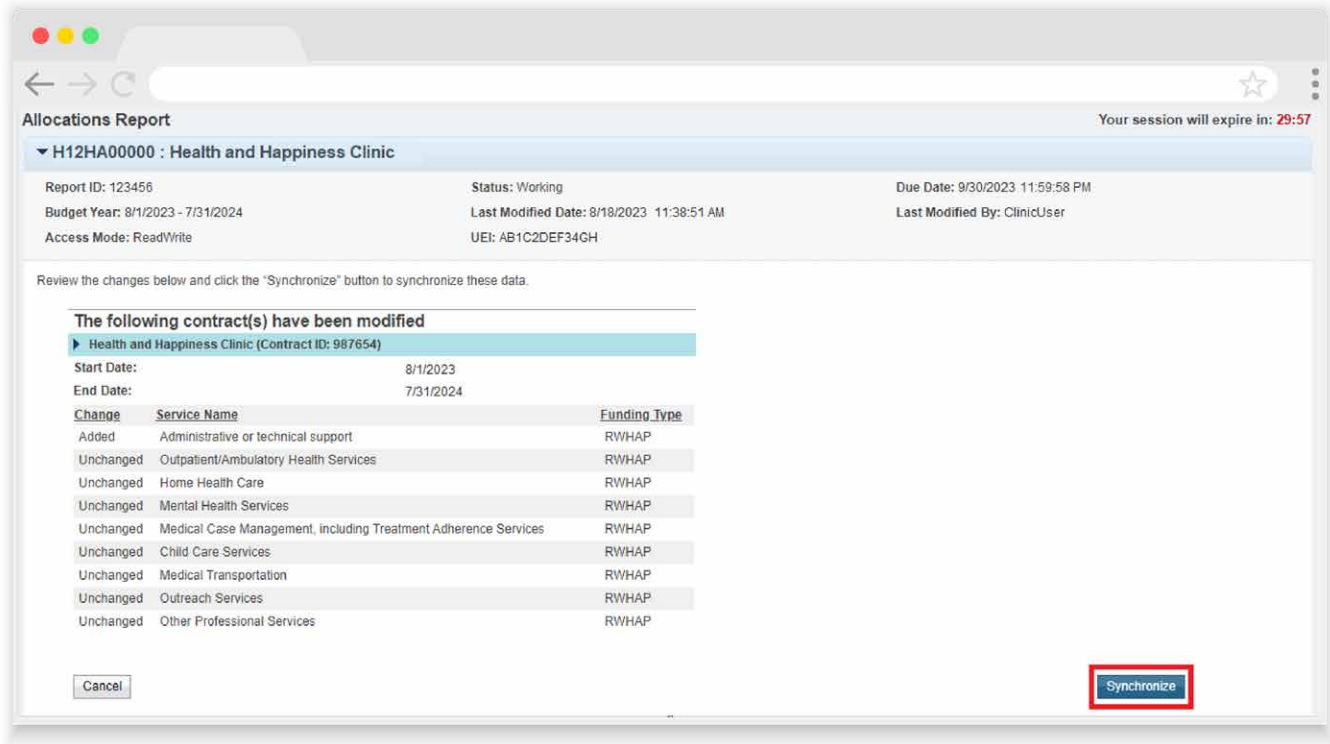 Allocations Report Your session will expire in: 29:57
H12HA00000 : Health and Happiness Clinic
Report ID: 123456 Status: Working Due Date: 9/30/2023 11:59:58 PM
Budget Year: 8/1/2023 - 7/31/2024 Last Modified Date: 8/18/2023 11:38:51 AM Last Modified By: ClinicUser
Access Mode: ReadWrite UEI: AB1C2DEF34GH
Review the changes below and click the "Synchronize" button to synchronize these data.
The following contract(s) have been modified
Health and Happiness Clinic (Contract ID: 987654)
Start Date: 8/1/2023
End Date: 7/31/2024
Change Service Name Funding Type
Added Administrative or technical support RWHAP
Unchanged Outpatient/Ambulatory Health Services RWHAP
Unchanged Home Health Care RWHAP
Unchanged Mental Health Services RWHAP
Unchanged Medical Case Management, including Treatment Adherence Services RWHAP
Unchanged Child Care Services RWHAP
Unchanged Medical Transportation RWHAP
Unchanged Outreach Services RWHAP
Unchanged Other Professional Services RWHAP
Cancel Synchronize